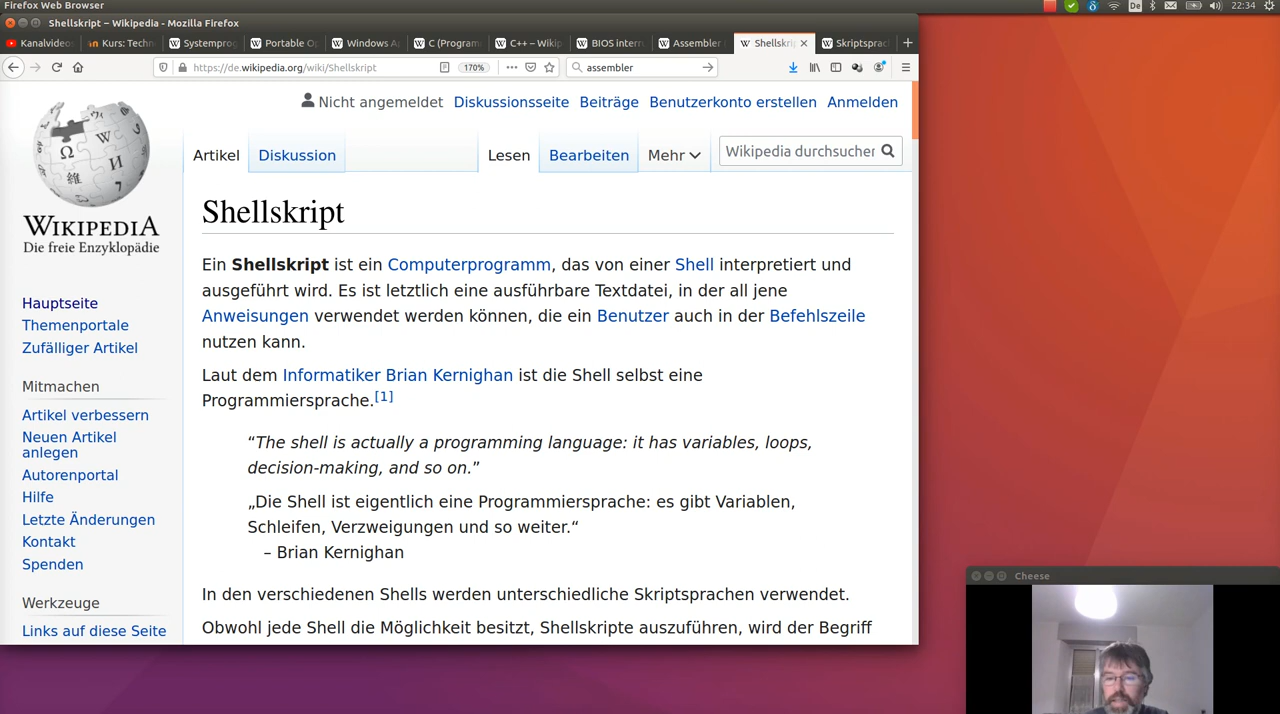 Firefox Web Browser
De
22:34
Shellskript – Wikipedia - Mozilla Firefox
Kanalvideos
Kurs: Techn
Systemprog
Portable Op
Windows A
C (Program
C++ – Wikip
BIOS interr
Assembler
Shellskrip
Skriptsprac
https://de.wikipedia.org/wiki/Shellskript
170%
assembler
Nicht angemeldet Diskussionsseite Beiträge Benutzerkonto erstellen Anmelden
Artikel Diskussion Lesen Bearbeiten Mehr Wikipedia durchsuchen
WIKIPEDIA
Die freie Enzyklopädie
Hauptseite
Themenportale
Zufälliger Artikel
Mitmachen
Artikel verbessern
Neuen Artikel
anlegen
Autorenportal
Hilfe
Letzte Änderungen
Kontakt
Spenden
Werkzeuge
Links auf diese Seite
Shellskript
Ein Shellskript ist ein Computerprogramm, das von einer Shell interpretiert und
ausgeführt wird. Es ist letztlich eine ausführbare Textdatei, in der all jene
Anweisungen verwendet werden können, die ein Benutzer auch in der Befehlszeile
nutzen kann.
Laut dem Informatiker Brian Kernighan ist die Shell selbst eine
Programmiersprache.[1]
“The shell is actually a programming language: it has variables, loops,
decision-making, and so on.”
„Die Shell ist eigentlich eine Programmiersprache: es gibt Variablen,
Schleifen, Verzweigungen und so weiter.“
– Brian Kernighan
In den verschiedenen Shells werden unterschiedliche Skriptsprachen verwendet.
Obwohl jede Shell die Möglichkeit besitzt, Shellskripte auszuführen, wird der Begriff
Cheese